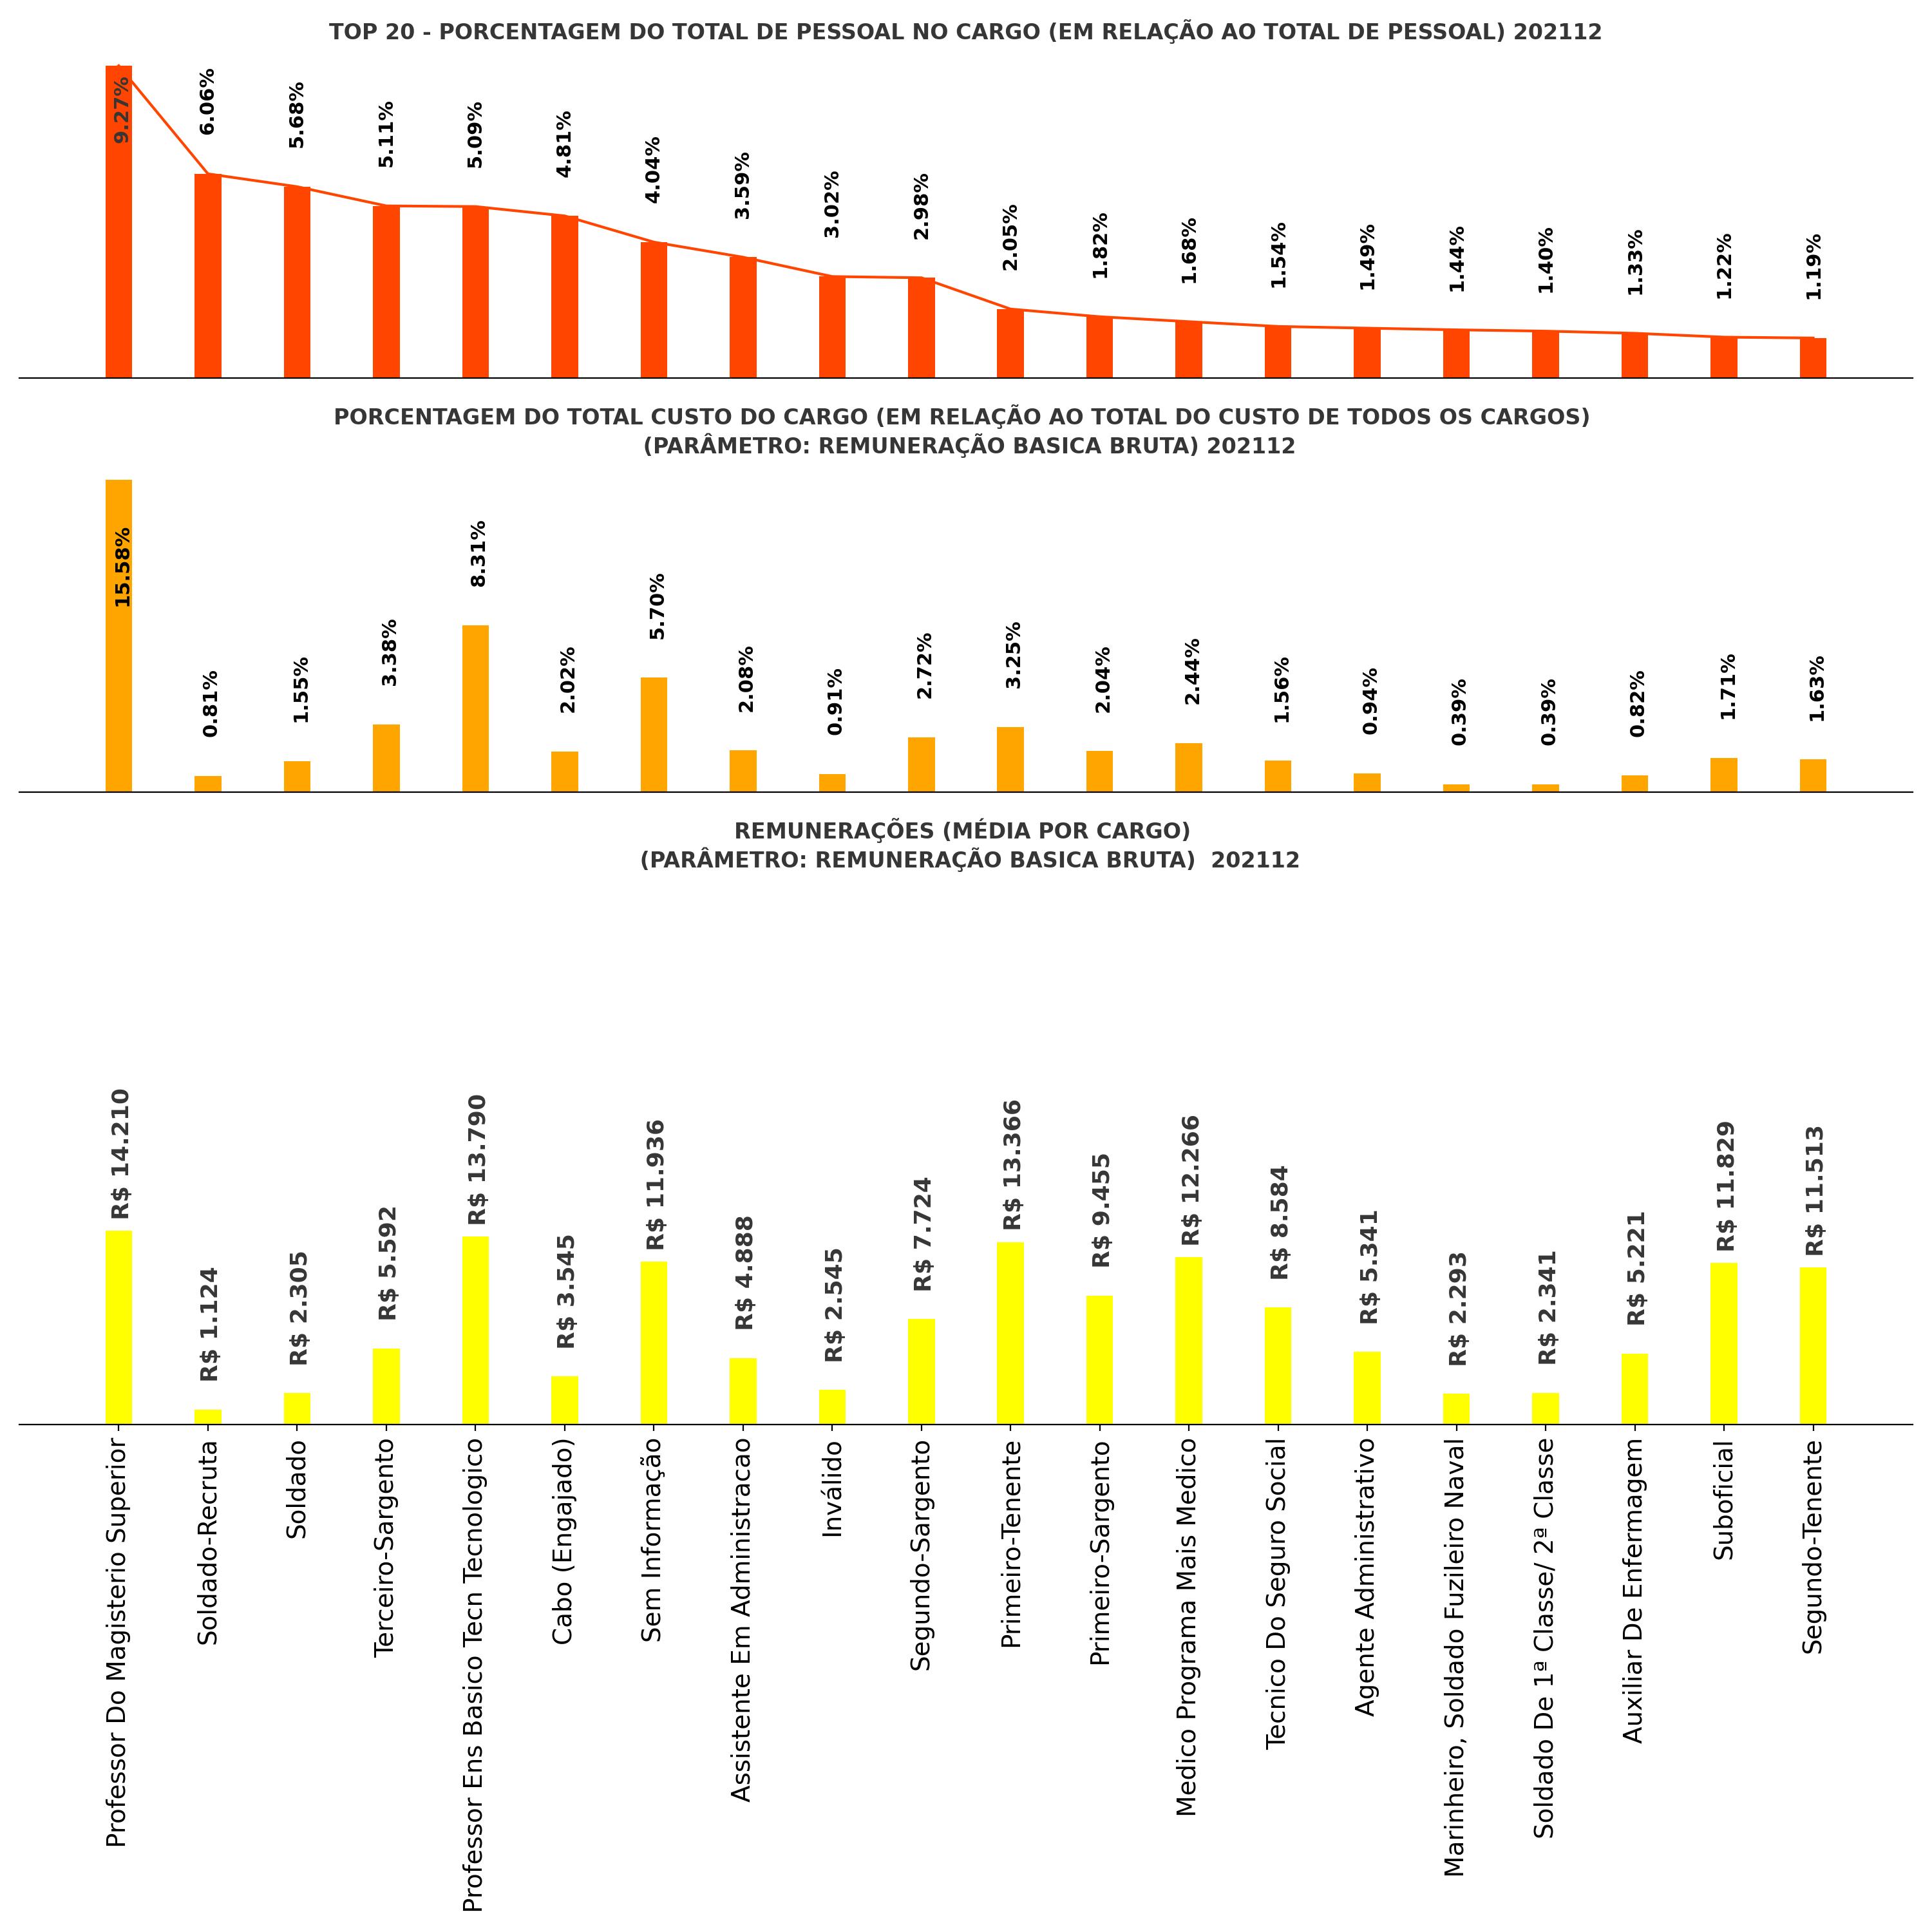 TOP 20 - PORCENTAGEM DO TOTAL DE PESSOAL NO CARGO (EM RELAÇÃO AO TOTAL DE PESSOAL) 202112
9.27%
6.06%
5.68%
5.11%
5.09%
4.81%
4.04%
3.59%
3.02%
2.98%
2.05%
1.82%
1.68%
1.54%
1.49%
1.44%
1.40%
1.33%
1.22%
1.19%
PORCENTAGEM DO TOTAL CUSTO DO CARGO (EM RELAÇÃO AO TOTAL DO CUSTO DE TODOS OS CARGOS)
(PARÂMETRO: REMUNERAÇÃO BASICA BRUTA) 202112
15.58%
0.81%
1.55%
3.38%
8.31%
2.02%
5.70%
2.08%
0.91%
2.72%
3.25%
2.04%
2.44%
1.56%
0.94%
0.39%
0.39%
0.82%
1.71%
1.63%
REMUNERAÇÕES (MÉDIA POR CARGO)
(PARÂMETRO: REMUNERAÇÃO BASICA BRUTA)  202112
R$ 14.210
R$ 1.124
R$ 2.305
R$ 5.592
R$ 13.790
R$ 3.545
R$ 11.936
R$ 4.888
R$ 2.545
R$ 7.724
R$ 13.366
R$ 9.455
R$ 12.266
R$ 8.584
R$ 5.341
R$ 2.293
R$ 2.341
R$ 5.221
R$ 11.829
R$ 11.513
Professor Do Magisterio Superior
Soldado-Recruta
Soldado
Terceiro-Sargento
Professor Ens Basico Tecn Tecnologico
Cabo (Engajado)
Sem Informação
Assistente Em Administracao
Inválido
Segundo-Sargento
Primeiro-Tenente
Primeiro-Sargento
Medico Programa Mais Medico
Tecnico Do Seguro Social
Agente Administrativo
Marinheiro, Soldado Fuzileiro Naval
Soldado De 1ª Classe/ 2ª Classe
Auxiliar De Enfermagem
Suboficial
Segundo-Tenente